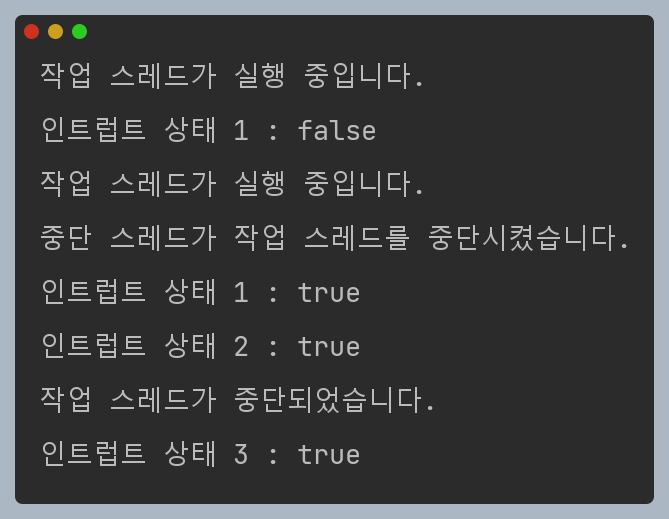 작업 스레드가 실행 중입니다.
인트럽트 상태 1 : false
작업 스레드가 실행 중입니다.
중단 스레드가 작업 스레드를 중단시켰습니다.
인트럽트 상태 1 : true
인트럽트 상태 2 : true
작업 스레드가 중단되었습니다.
인트럽트 상태 3 : true